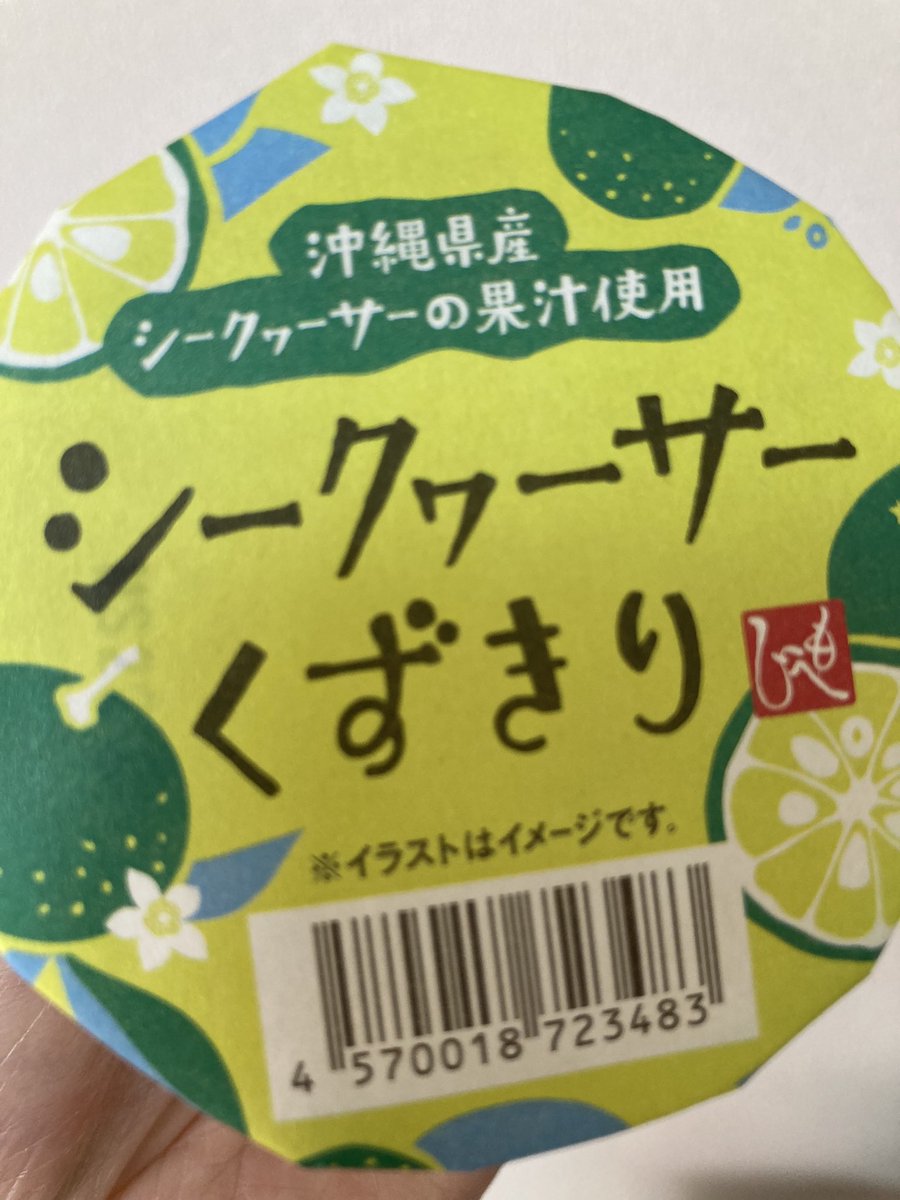 沖縄県産
シークヮーサーの果汁使用
シークヮーサー
くずきり
もへじ
※イラストはイメージです。
4 570018 723483